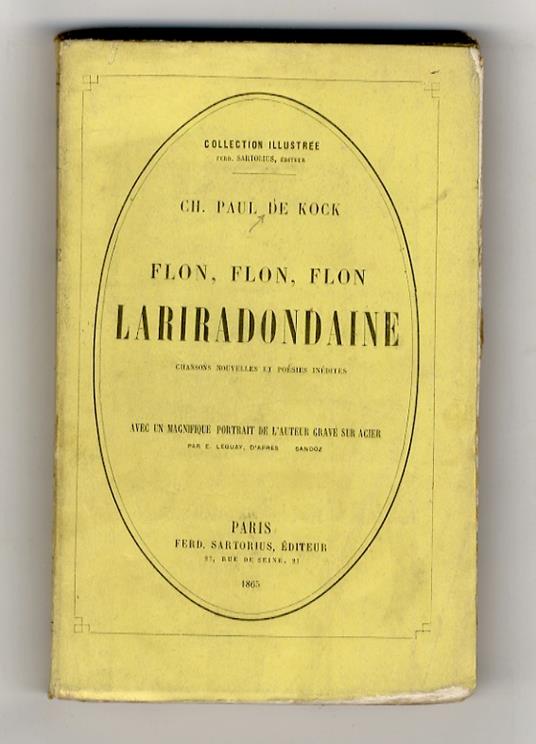 COLLECTION ILLUSTRÉE
FERD. SARTORIUS, ÉDITEUR
CH. PAUL DE KOCK
FLON, FLON, FLON
LARIRADONDAINE
CHANSONS NOUVELLES ET POÉSIES INÉDITES
AVEC UN MAGNIFIQUE PORTRAIT DE L'AUTEUR GRAVÉ SUR ACIER
PAR E. LEGUAY, D'APRÈS SANDOZ
PARIS
FERD. SARTORIUS, ÉDITEUR
27, RUE DE SEINE, 27
1865